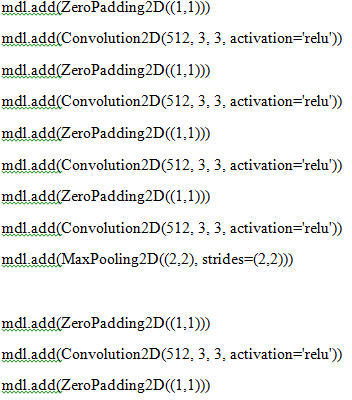 mdl.add(ZeroPadding2D((1,1)))
mdl.add(Convolution2D(512, 3, 3, activation='relu'))
mdl.add(ZeroPadding2D((1,1)))
mdl.add(Convolution2D(512, 3, 3, activation='relu'))
mdl.add(ZeroPadding2D((1,1)))
mdl.add(Convolution2D(512, 3, 3, activation='relu'))
mdl.add(ZeroPadding2D((1,1)))
mdl.add(Convolution2D(512, 3, 3, activation='relu'))
mdl.add(MaxPooling2D((2,2), strides=(2,2)))
mdl.add(ZeroPadding2D((1,1)))
mdl.add(Convolution2D(512, 3, 3, activation='relu'))
mdl.add(ZeroPadding2D((1,1)))